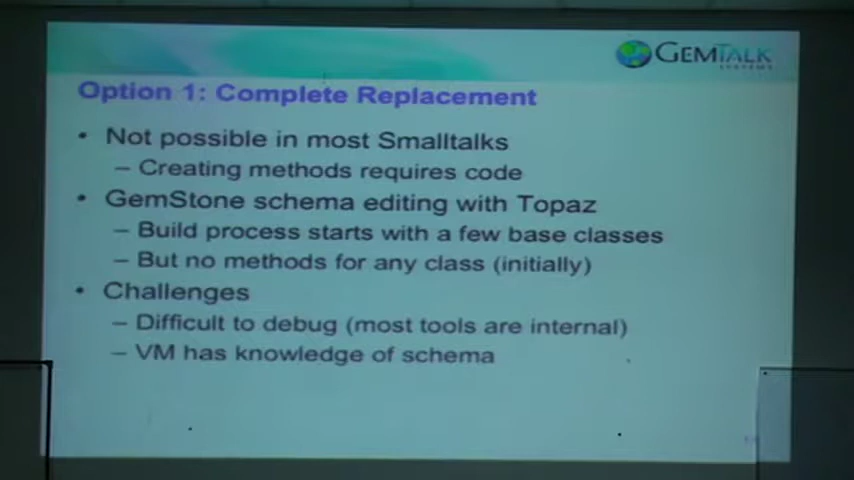 GEMTALK
SYSTEMS
Option 1: Complete Replacement
• Not possible in most Smalltalks
– Creating methods requires code
• GemStone schema editing with Topaz
– Build process starts with a few base classes
– But no methods for any class (initially)
• Challenges
– Difficult to debug (most tools are internal)
– VM has knowledge of schema